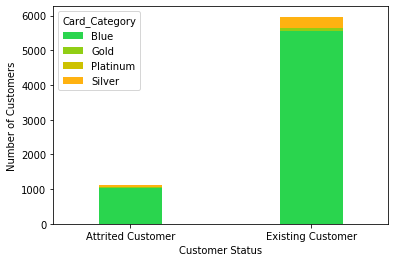 Card_Category
Blue
Gold
Platinum
Silver
Number of Customers
6000
5000
4000
3000
2000
1000
0
Attrited Customer Existing Customer
Customer Status